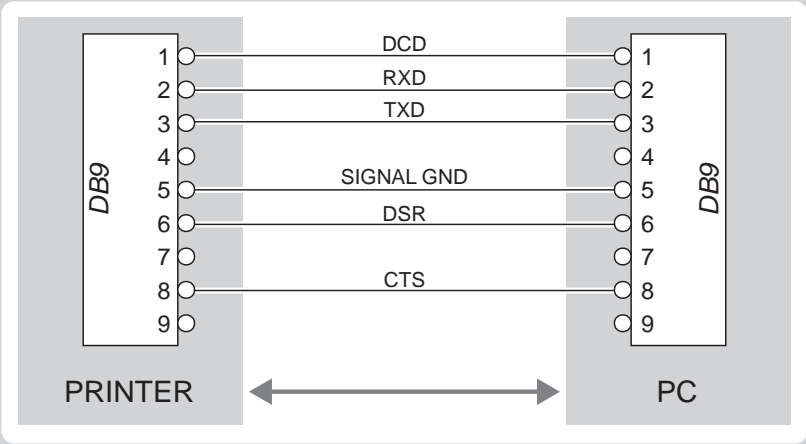 DCD
1 1
RXD
2 2
TXD
3 3
4 4
SIGNAL GND
5 5
DB9 DB9
DSR
6 6
7 7
CTS
8 8
9 9
PRINTER PC